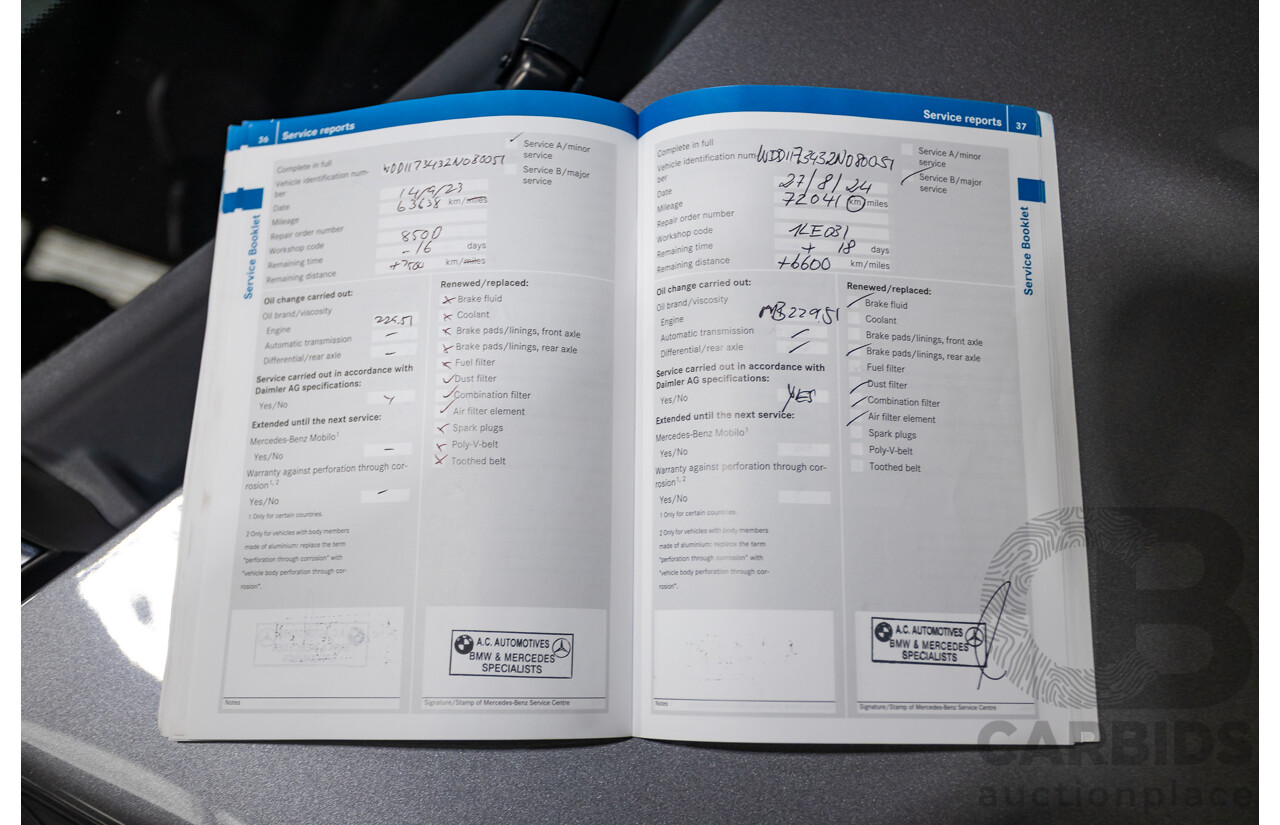 36 Service reports
Complete in full
Vehicle identification num-
ber
WDD1173432N080051
Date
14/9/23
Mileage
63638 km/miles
Repair order number
Workshop code
8500
Remaining time
-16 days
Remaining distance
+7500 km/miles
✓ Service A/minor
service
Service B/major
service
Service Booklet
Oil change carried out:
Oil brand/viscosity
Engine
Automatic transmission –
Differential/rear axle –
Service carried out in accordance with
Daimler AG specifications:
Yes/No Y
Extended until the next service:
Mercedes-Benz Mobilo¹
Yes/No –
Warranty against perforation through cor-
rosion¹, ²
Yes/No –
1 Only for certain countries.
2 Only for vehicles with body members
made of aluminium: replace the term
"perforation through corrosion" with
"vehicle body perforation through cor-
rosion".
Renewed/replaced:
x Brake fluid
x Coolant
x Brake pads/linings, front axle
x Brake pads/linings, rear axle
x Fuel filter
✓ Dust filter
✓ Combination filter
✓ Air filter element
x Spark plugs
x Poly-V-belt
x Toothed belt
A.C. AUTOMOTIVES
BMW & MERCEDES
SPECIALISTS
Notes
Signature/Stamp of Mercedes-Benz Service Centre
Service reports 37
Complete in full
Vehicle identification num-
ber
WDD1173432N080051
Date
27/8/24
Mileage
72041 km/miles
Repair order number
Workshop code
1LE031
Remaining time
+ 18 days
Remaining distance
+6600 km/miles
Service A/minor
service
Service B/major
service
Service Booklet
Oil change carried out:
Oil brand/viscosity
Engine MB229.51
Automatic transmission
Differential/rear axle
Service carried out in accordance with
Daimler AG specifications:
Yes/No YES
Extended until the next service:
Mercedes-Benz Mobilo¹
Yes/No
Warranty against perforation through cor-
rosion¹, ²
Yes/No
1 Only for certain countries.
2 Only for vehicles with body members
made of aluminium: replace the term
"perforation through corrosion" with
"vehicle body perforation through cor-
rosion".
Renewed/replaced:
Brake fluid
Coolant
Brake pads/linings, front axle
Brake pads/linings, rear axle
Fuel filter
Dust filter
Combination filter
Air filter element
Spark plugs
Poly-V-belt
Toothed belt
A.C. AUTOMOTIVES
BMW & MERCEDES
SPECIALISTS
Notes
Signature/Stamp of Mercedes-Benz Service Centre
CARBIDS
auctionplace